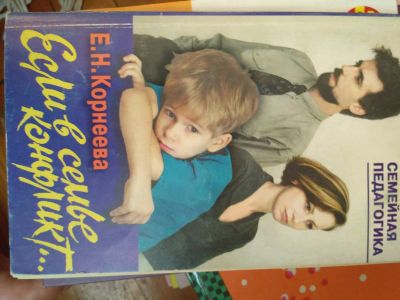 Е.Н.Корнеева
Если в семье
конфликт...
СЕМЕЙНАЯ
ПЕДАГОГИКА